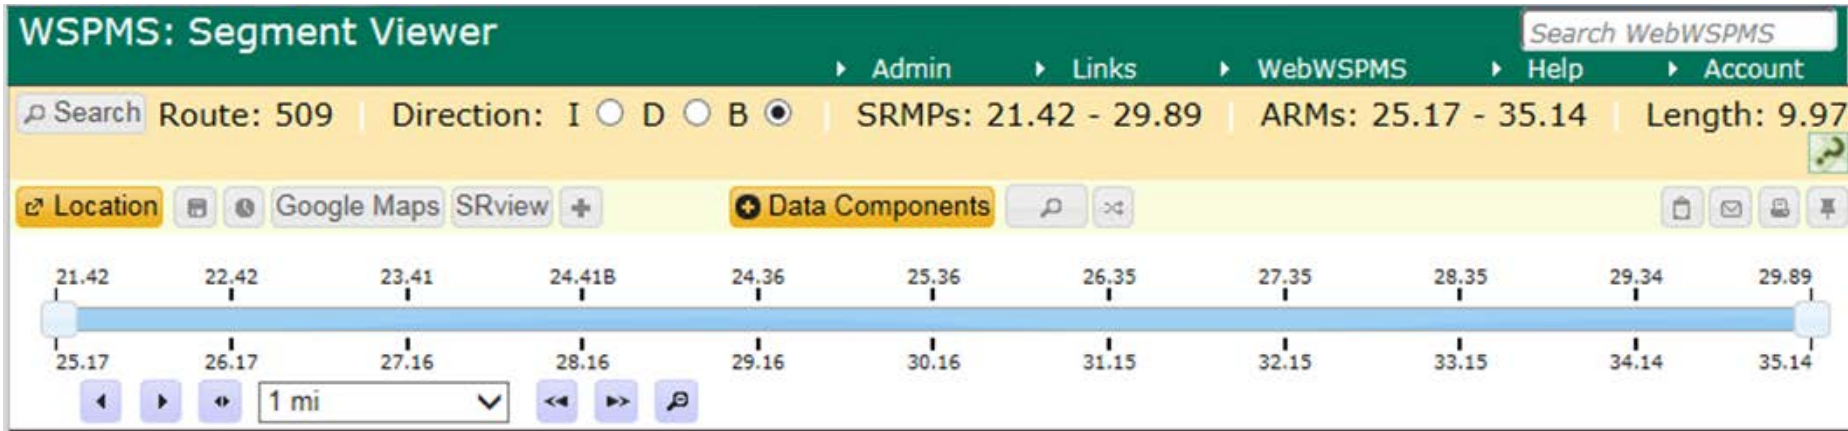 WSPMS: Segment Viewer
Search WebWSPMS
Admin Links WebWSPMS Help Account
Search Route: 509 Direction: I D B SRMPs: 21.42 - 29.89 ARMs: 25.17 - 35.14 Length: 9.97
Location Google Maps SRview Data Components
21.42 22.42 23.41 24.41B 24.36 25.36 26.35 27.35 28.35 29.34 29.89
25.17 26.17 27.16 28.16 29.16 30.16 31.15 32.15 33.15 34.14 35.14
1 mi